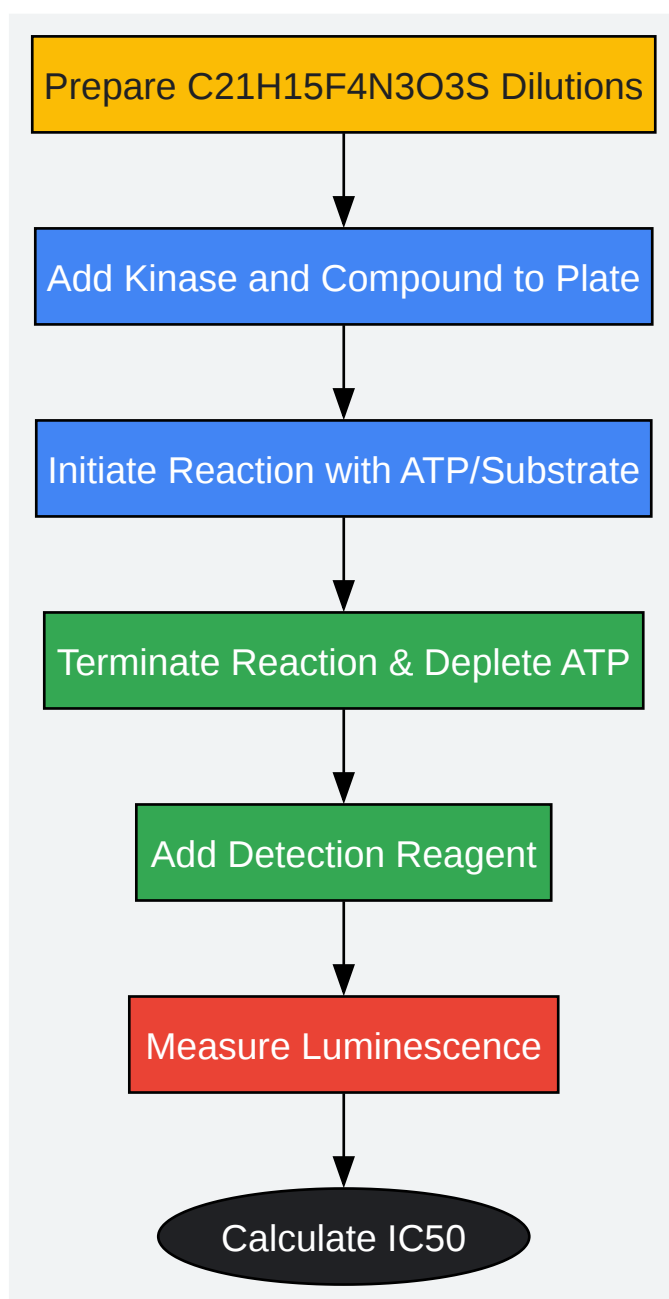 Prepare C21H15F4N3O3S Dilutions
Add Kinase and Compound to Plate
Initiate Reaction with ATP/Substrate
Terminate Reaction & Deplete ATP
Add Detection Reagent
Measure Luminescence
Calculate IC50